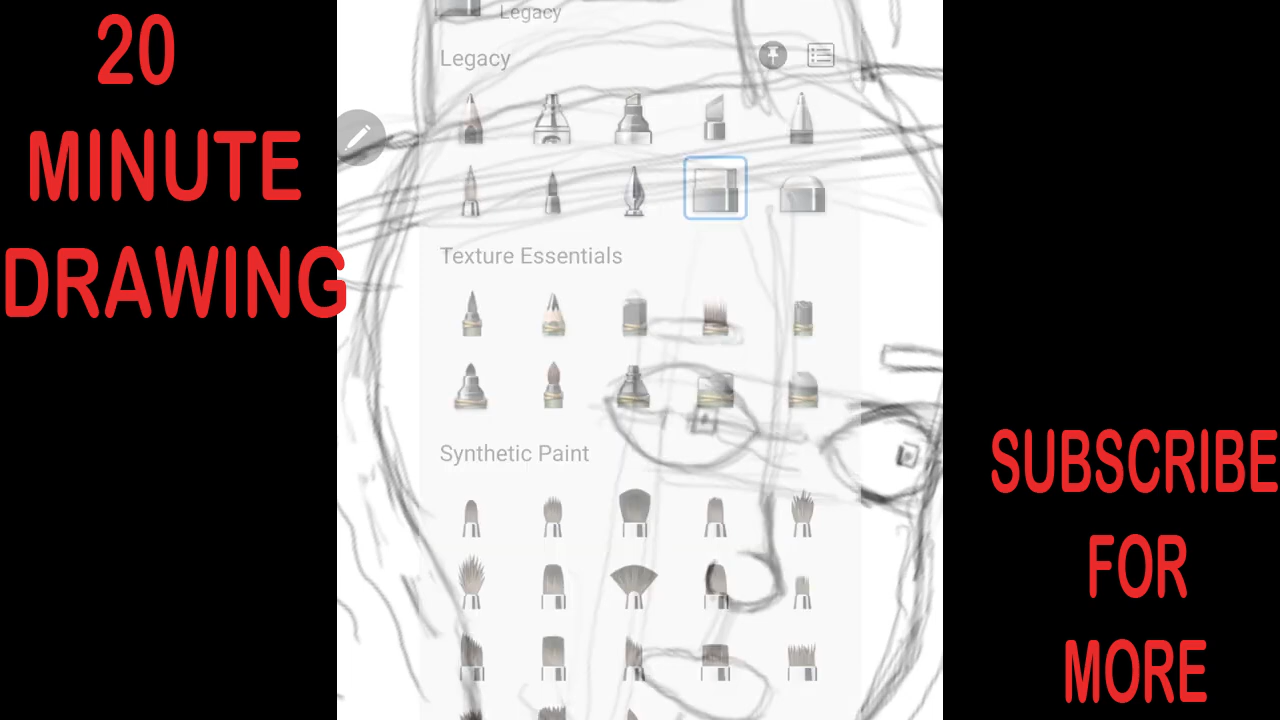 20
MINUTE
DRAWING
Legacy
Legacy
Texture Essentials
Synthetic Paint
SUBSCRIBE
FOR
MORE